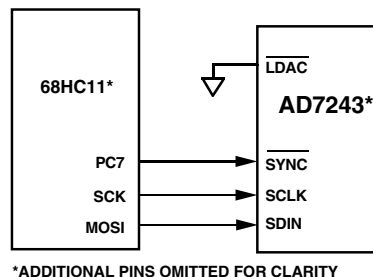 68HC11*
PC7
SCK
MOSI
LDAC
AD7243*
SYNC
SCLK
SDIN
*ADDITIONAL PINS OMITTED FOR CLARITY